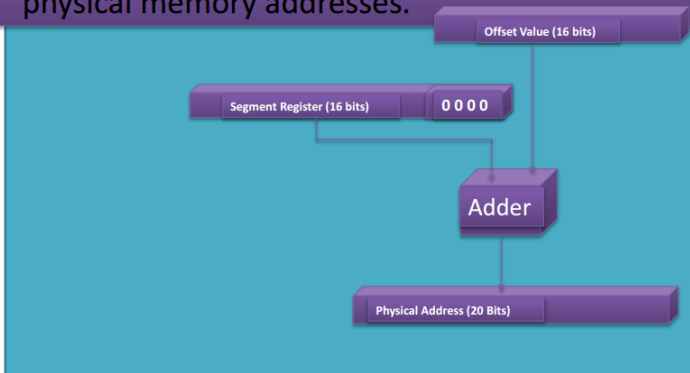 physical memory addresses.
Offset Value (16 bits)
Segment Register (16 bits)
0 0 0 0
Adder
Physical Address (20 Bits)